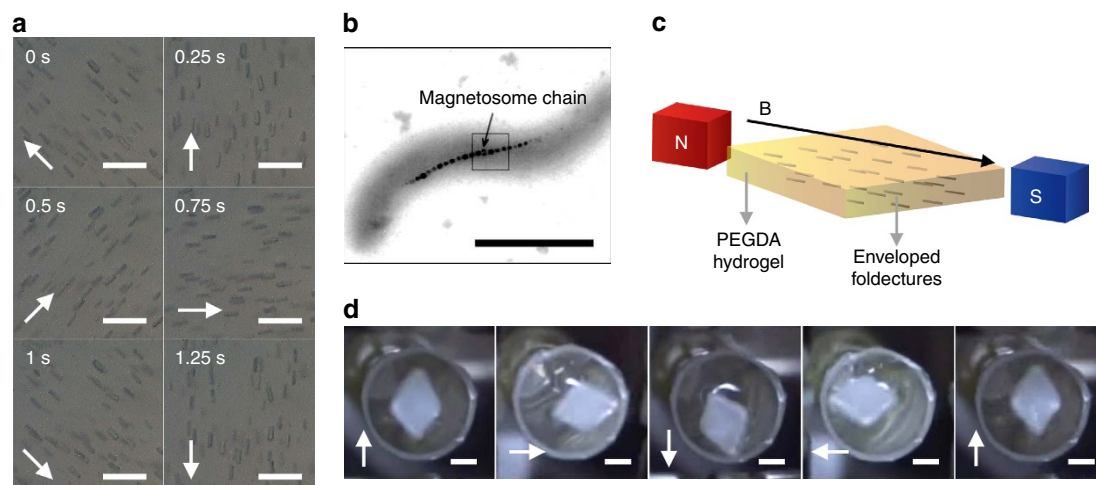 a
0 s
0.25 s
0.5 s
0.75 s
1 s
1.25 s
b
Magnetosome chain
c
B
N
S
PEGDA
hydrogel
Enveloped
foldectures
d